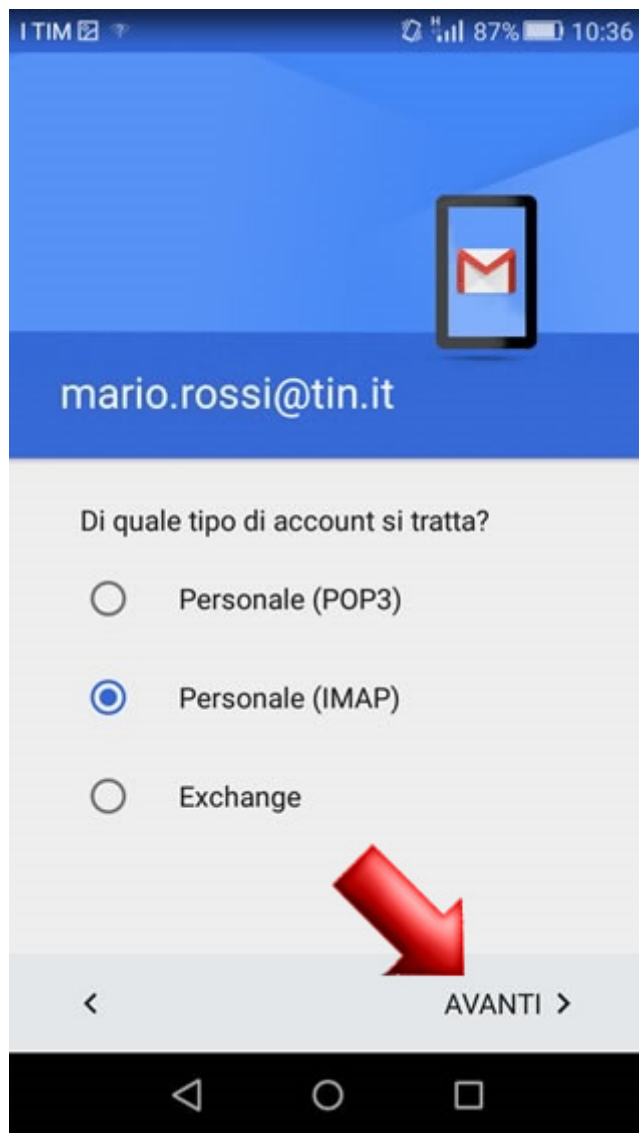 I TIM 87% 10:36
mario.rossi@tin.it
Di quale tipo di account si tratta?
Personale (POP3)
Personale (IMAP)
Exchange
AVANTI